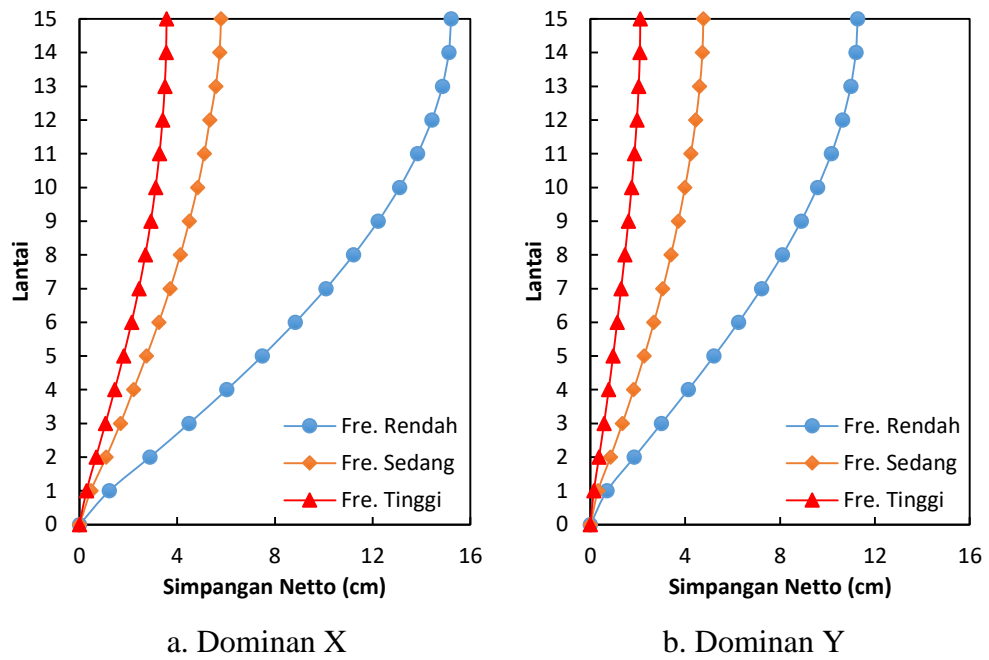 15
14
13
12
11
10
9
8
7
6
5
4
3
2
1
0
Lantai
Fre. Rendah
Fre. Sedang
Fre. Tinggi
0 4 8 12 16
Simpangan Netto (cm)
a. Dominan X
15
14
13
12
11
10
9
8
7
6
5
4
3
2
1
0
Lantai
Fre. Rendah
Fre. Sedang
Fre. Tinggi
0 4 8 12 16
Simpangan Netto (cm)
b. Dominan Y